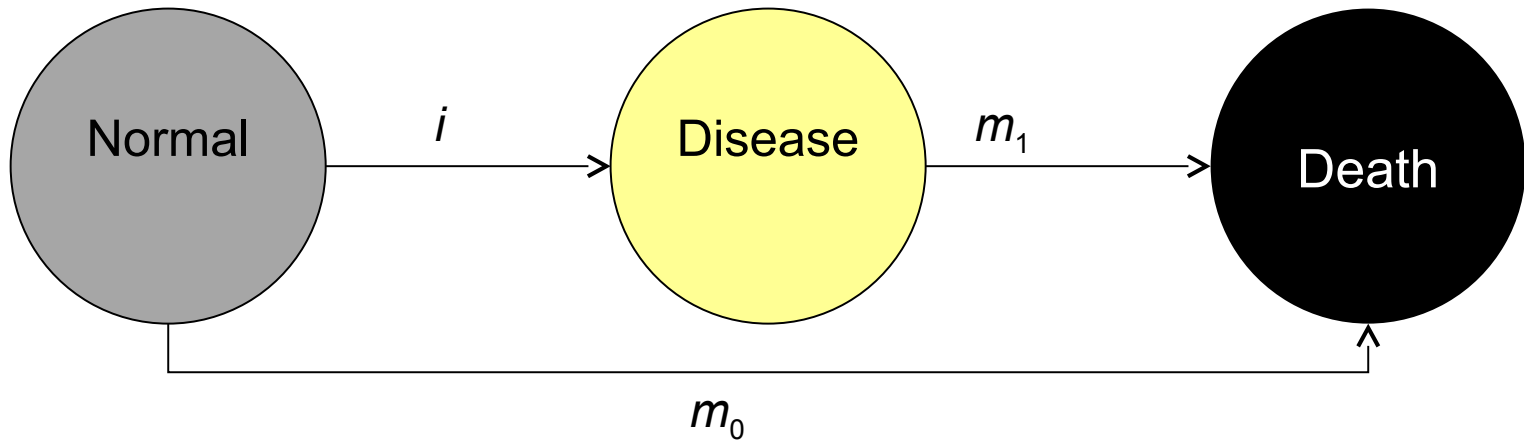 Normal
i
Disease
m₁
Death
m₀